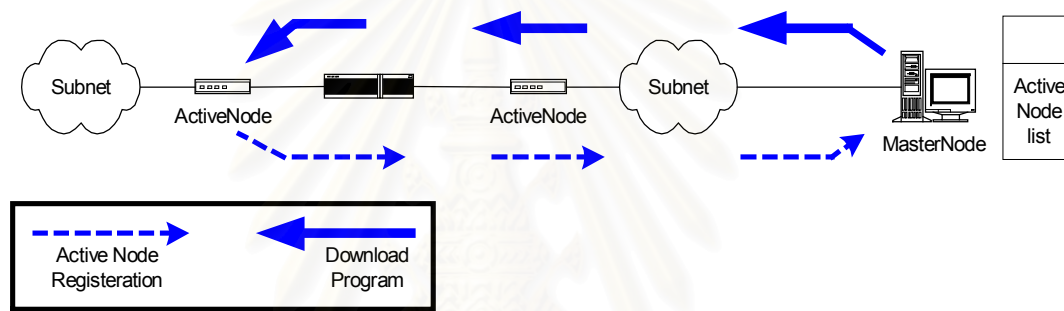 Subnet
ActiveNode
ActiveNode
Subnet
MasterNode
Active
Node
list
Active Node
Registeration
Download
Program